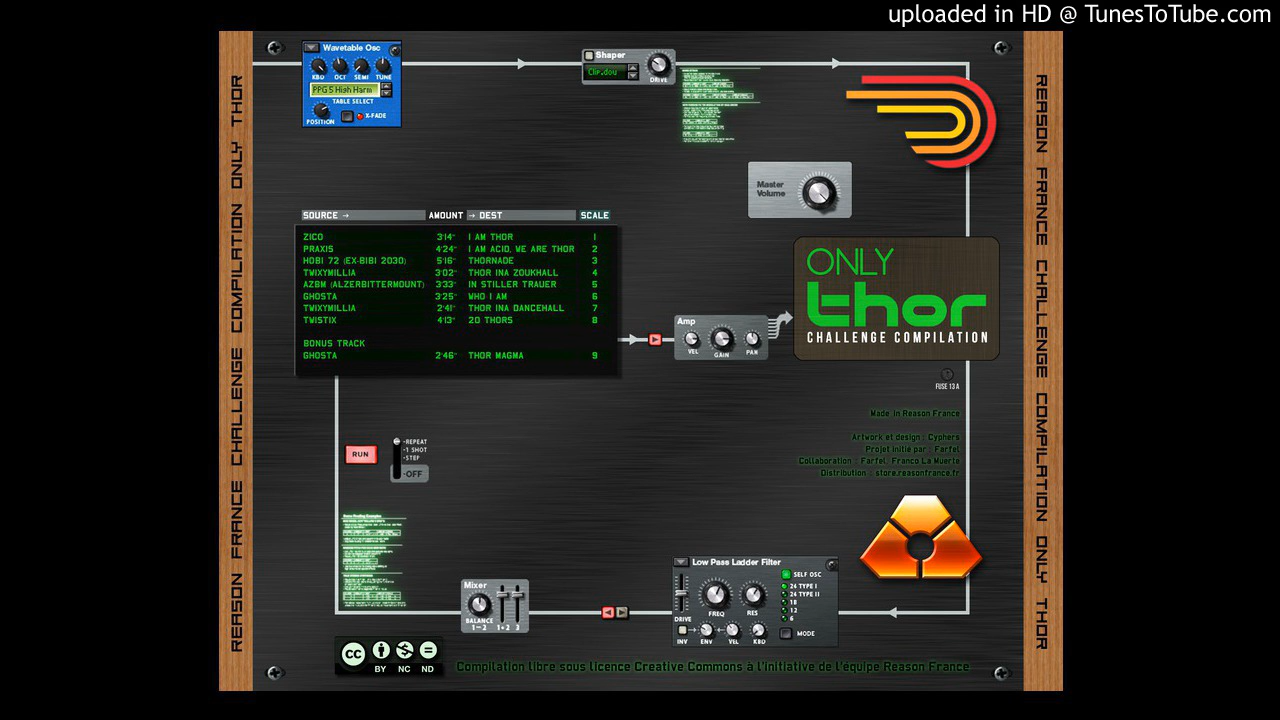 uploaded in HD @ TunesToTube.com
REASON FRANCE CHALLENGE COMPILATION ONLY THOR
Wavetable Osc
KBD OCT SEMI TUNE
PPG 5 High Harm
TABLE SELECT
POSITION X-FADE
Shaper
Clip.dou
DRIVE
Master
Volume
SOURCE → AMOUNT → DEST SCALE
ZICO 3'14'' I AM THOR 1
PRAXIS 4'24'' I AM ACID, WE ARE THOR 2
HOBI 72 (EX-BIBI 2030) 5'16'' THORNADE 3
TWIXYMILLIA 3'02'' THOR INA ZOUKHALL 4
AZBM (ALZERBITTERMOUNT) 3'33'' IN STILLER TRAUER 5
GHOSTA 3'25'' WHO I AM 6
TWIXYMILLIA 2'41'' THOR INA DANCEHALL 7
TWISTIX 4'13'' 20 THORS 8
BONUS TRACK
GHOSTA 2'46'' THOR MAGMA 9
Amp
VEL GAIN PAN
ONLY
thor
CHALLENGE COMPILATION
FUSE 13 A
Made In Reason France
Artwork et design : Cyphers
Projet initié par : Farfel
Collaboration : Farfel, Franco La Muerte
Distribution : store.reasonfrance.fr
RUN
-REPEAT
-1 SHOT
-STEP
-OFF
Mixer
BALANCE
1-2 1+2 3
Low Pass Ladder Filter
SELF OSC
24 TYPE I
24 TYPE II
18
12
6
DRIVE FREQ RES
INV ENV VEL KBD
MODE
CC
BY NC ND
Compilation libre sous licence Creative Commons à l'initiative de l'équipe Reason France
REASON FRANCE CHALLENGE COMPILATION ONLY THOR